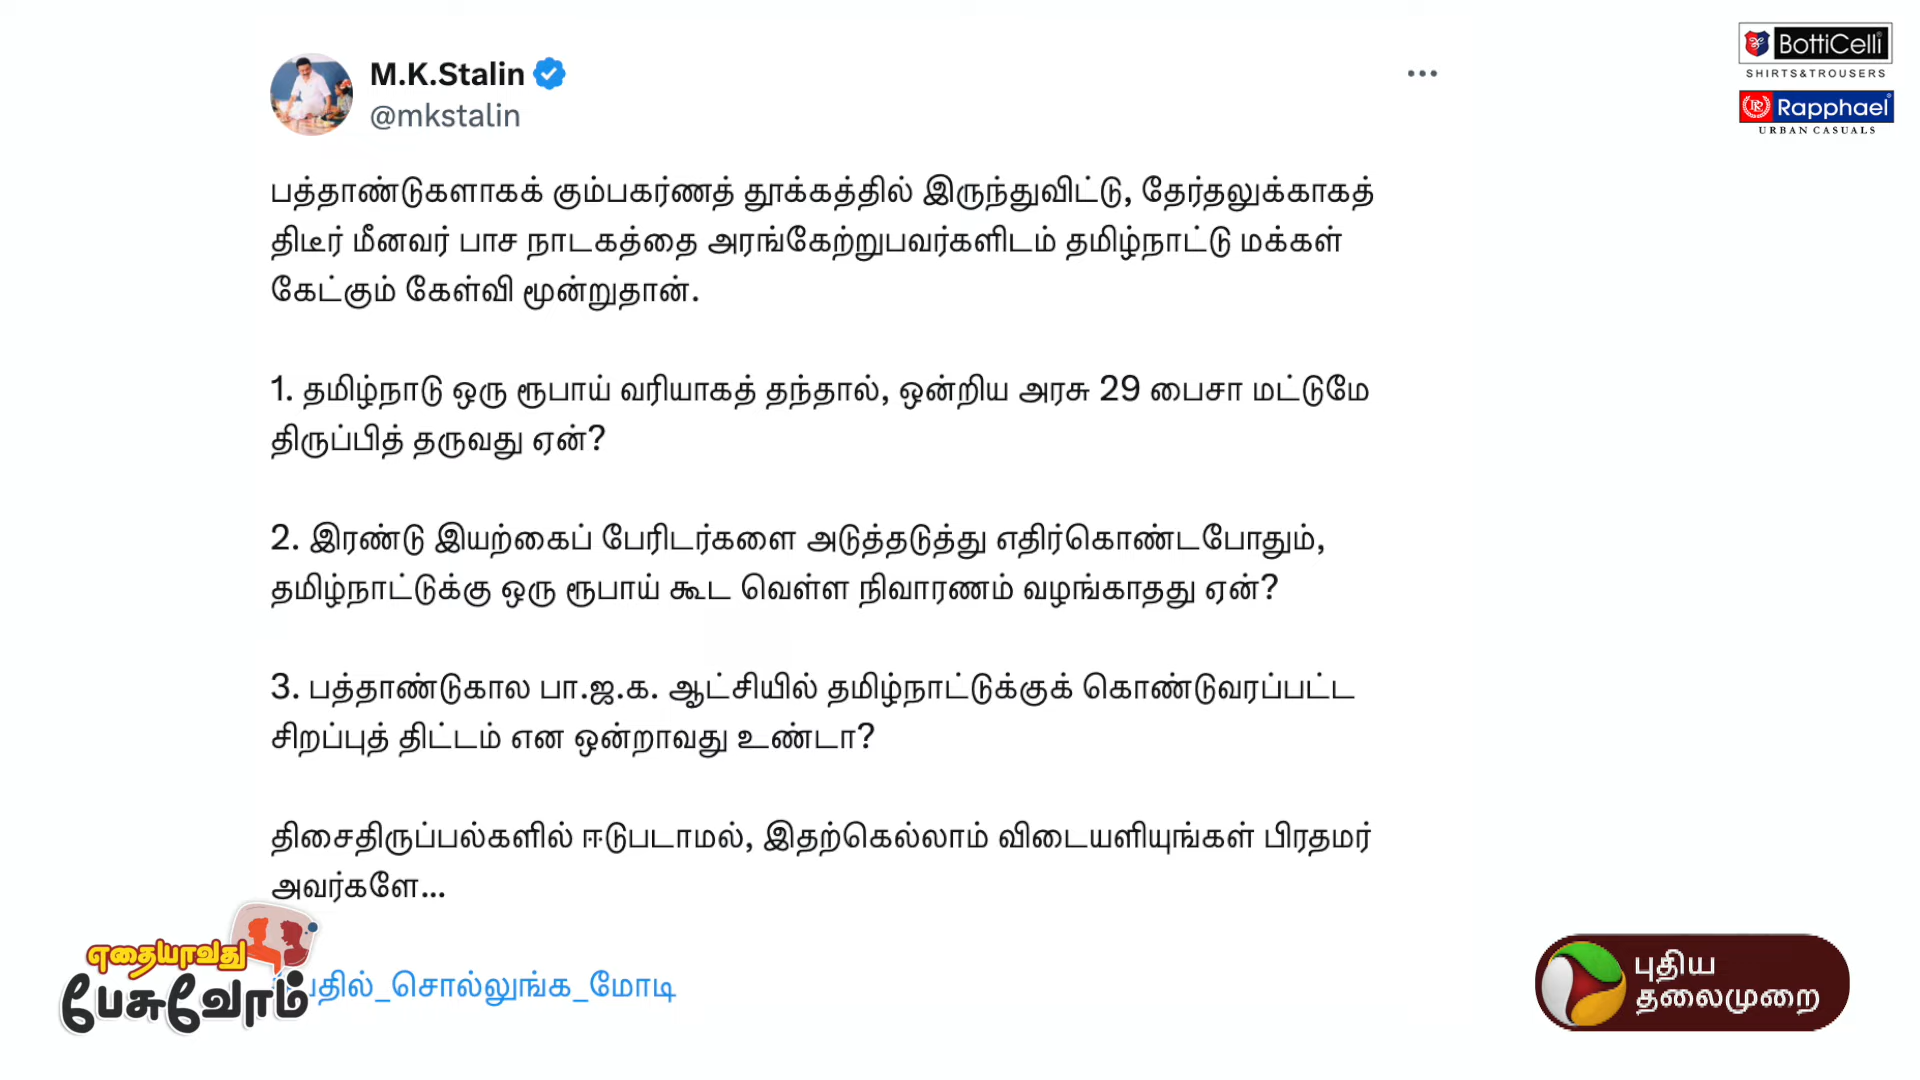 M.K.Stalin
@mkstalin
BottiCelli
SHIRTS&TROUSERS
Rapphael
URBAN CASUALS
பத்தாண்டுகளாகக் கும்பகர்ணத் தூக்கத்தில் இருந்துவிட்டு, தேர்தலுக்காகத்
திடீர் மீனவர் பாச நாடகத்தை அரங்கேற்றுபவர்களிடம் தமிழ்நாட்டு மக்கள்
கேட்கும் கேள்வி மூன்றுதான்.
1. தமிழ்நாடு ஒரு ரூபாய் வரியாகத் தந்தால், ஒன்றிய அரசு 29 பைசா மட்டுமே
திருப்பித் தருவது ஏன்?
2. இரண்டு இயற்கைப் பேரிடர்களை அடுத்தடுத்து எதிர்கொண்டபோதும்,
தமிழ்நாட்டுக்கு ஒரு ரூபாய் கூட வெள்ள நிவாரணம் வழங்காதது ஏன்?
3. பத்தாண்டுகால பா.ஜ.க. ஆட்சியில் தமிழ்நாட்டுக்குக் கொண்டுவரப்பட்ட
சிறப்புத் திட்டம் என ஒன்றாவது உண்டா?
திசைதிருப்பல்களில் ஈடுபடாமல், இதற்கெல்லாம் விடையளியுங்கள் பிரதமர்
அவர்களே...
_சொல்லுங்க_மோடி
எதையாவது
பேசுவோம்
புதிய
தலைமுறை